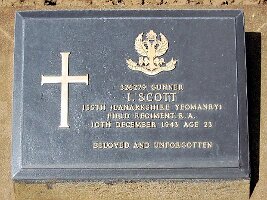 326279 GUNNER
I. SCOTT
155TH (LANARKSHIRE YEOMANRY)
FIELD REGIMENT R.A.
10TH DECEMBER 1943 AGE 23
BELOVED AND UNFORGOTTEN